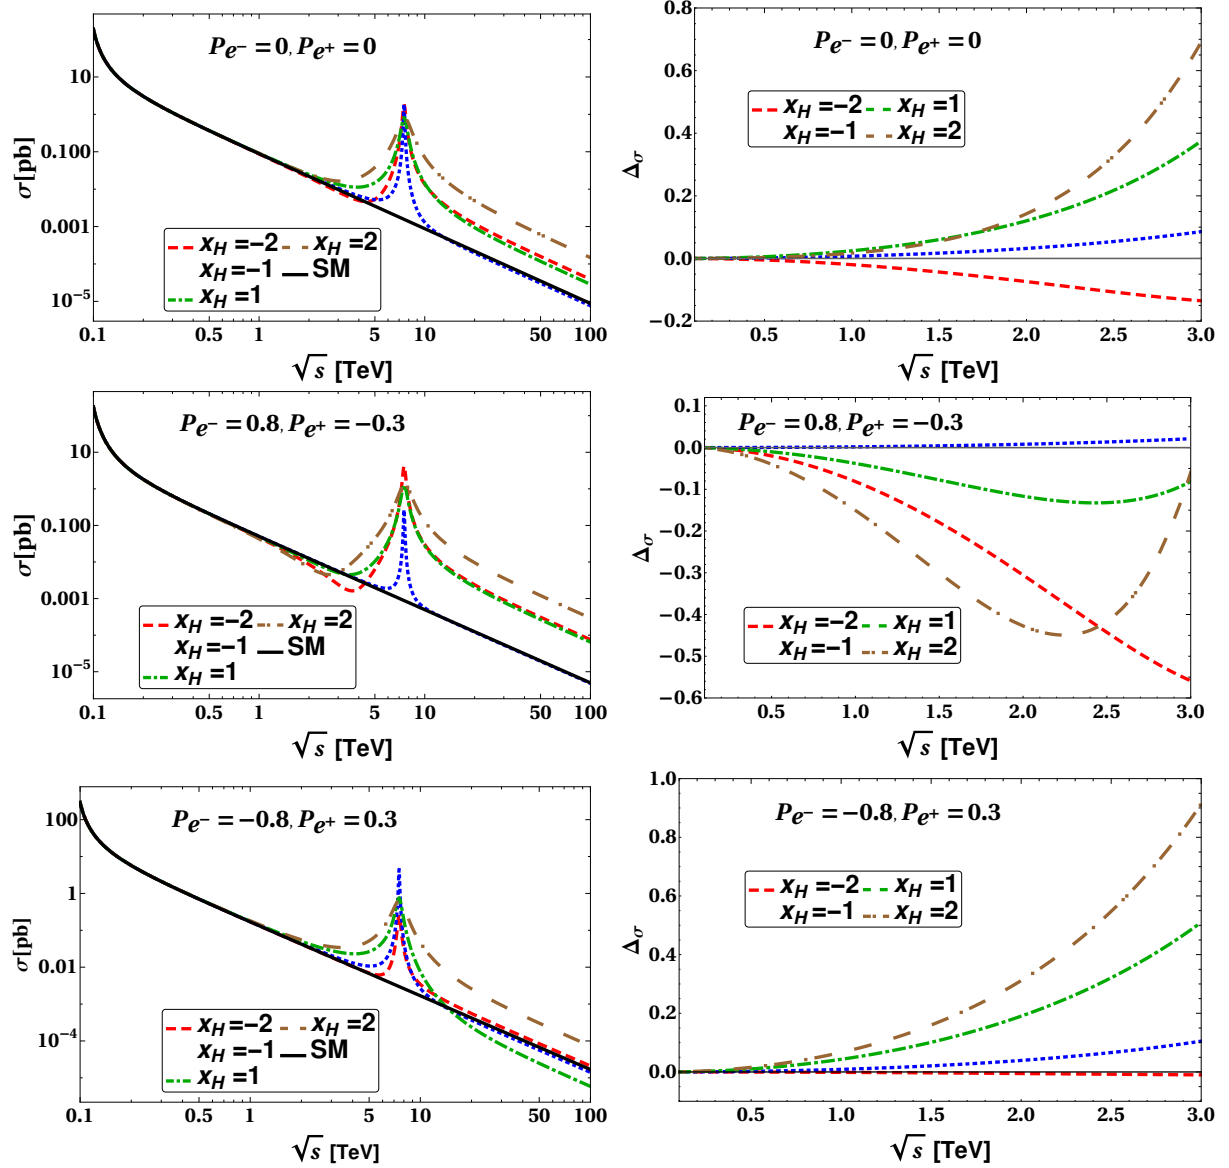 P_{e^-} = 0, P_{e^+} = 0
σ[pb]
10
0.100
0.001
10^{-5}
x_H =-2 x_H =2
x_H =-1 SM
x_H =1
0.1 0.5 1 5 10 50 100
√s [TeV]
P_{e^-} = 0, P_{e^+} = 0
Δ_σ
0.8
0.6
0.4
0.2
0.0
−0.2
x_H =-2 x_H =1
x_H =-1 x_H =2
0.5 1.0 1.5 2.0 2.5 3.0
√s [TeV]
P_{e^-} = 0.8, P_{e^+} = −0.3
σ[pb]
10
0.100
0.001
10^{-5}
x_H =-2 x_H =2
x_H =-1 SM
x_H =1
0.1 0.5 1 5 10 50 100
√s [TeV]
P_{e^-} = 0.8, P_{e^+} = −0.3
Δ_σ
0.1
0.0
−0.1
−0.2
−0.3
−0.4
−0.5
−0.6
x_H =-2 x_H =1
x_H =-1 x_H =2
0.5 1.0 1.5 2.0 2.5 3.0
√s [TeV]
P_{e^-} = −0.8, P_{e^+} = 0.3
σ[pb]
100
1
0.01
10^{-4}
x_H =-2 x_H =2
x_H =-1 SM
x_H =1
0.1 0.5 1 5 10 50 100
√s [TeV]
P_{e^-} = −0.8, P_{e^+} = 0.3
Δ_σ
1.0
0.8
0.6
0.4
0.2
0.0
x_H =-2 x_H =1
x_H =-1 x_H =2
0.5 1.0 1.5 2.0 2.5 3.0
√s [TeV]